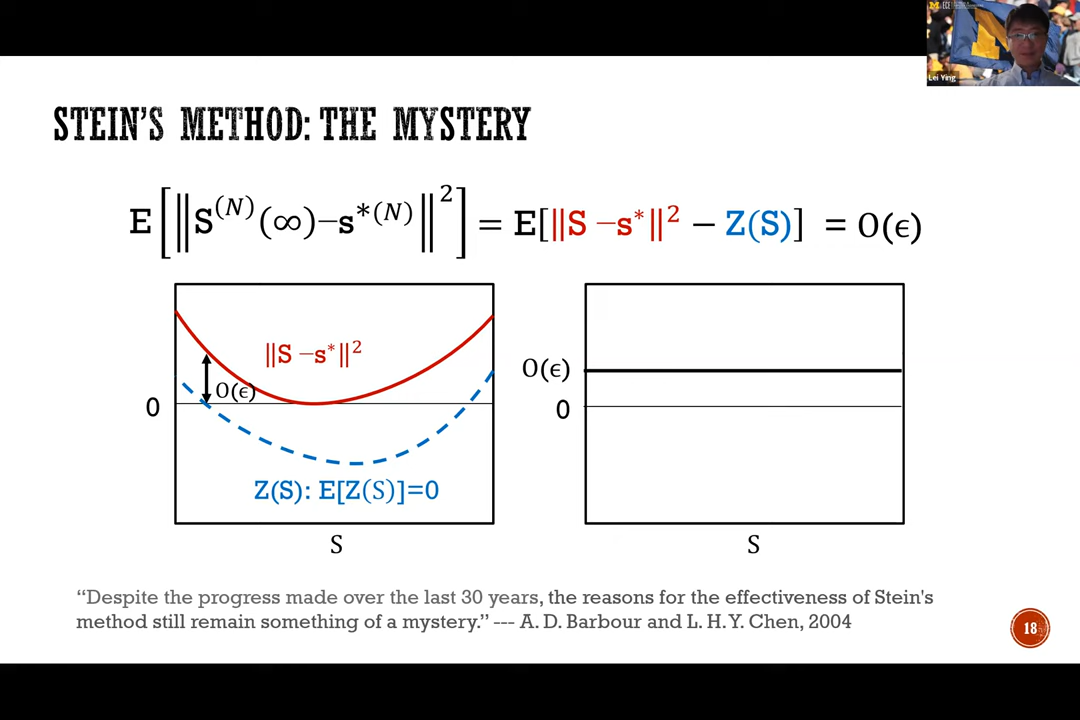 M ECE
Lei Ying
STEIN'S METHOD: THE MYSTERY
E[‖S^(N)(∞)−s*^(N)‖²] = E[‖S −s*‖² − Z(S)] = O(ϵ)
‖S −s*‖²
O(ϵ)
0
Z(S): E[Z(S)]=0
S
O(ϵ)
0
S
“Despite the progress made over the last 30 years, the reasons for the effectiveness of Stein's
method still remain something of a mystery.” --- A. D. Barbour and L. H. Y. Chen, 2004
18